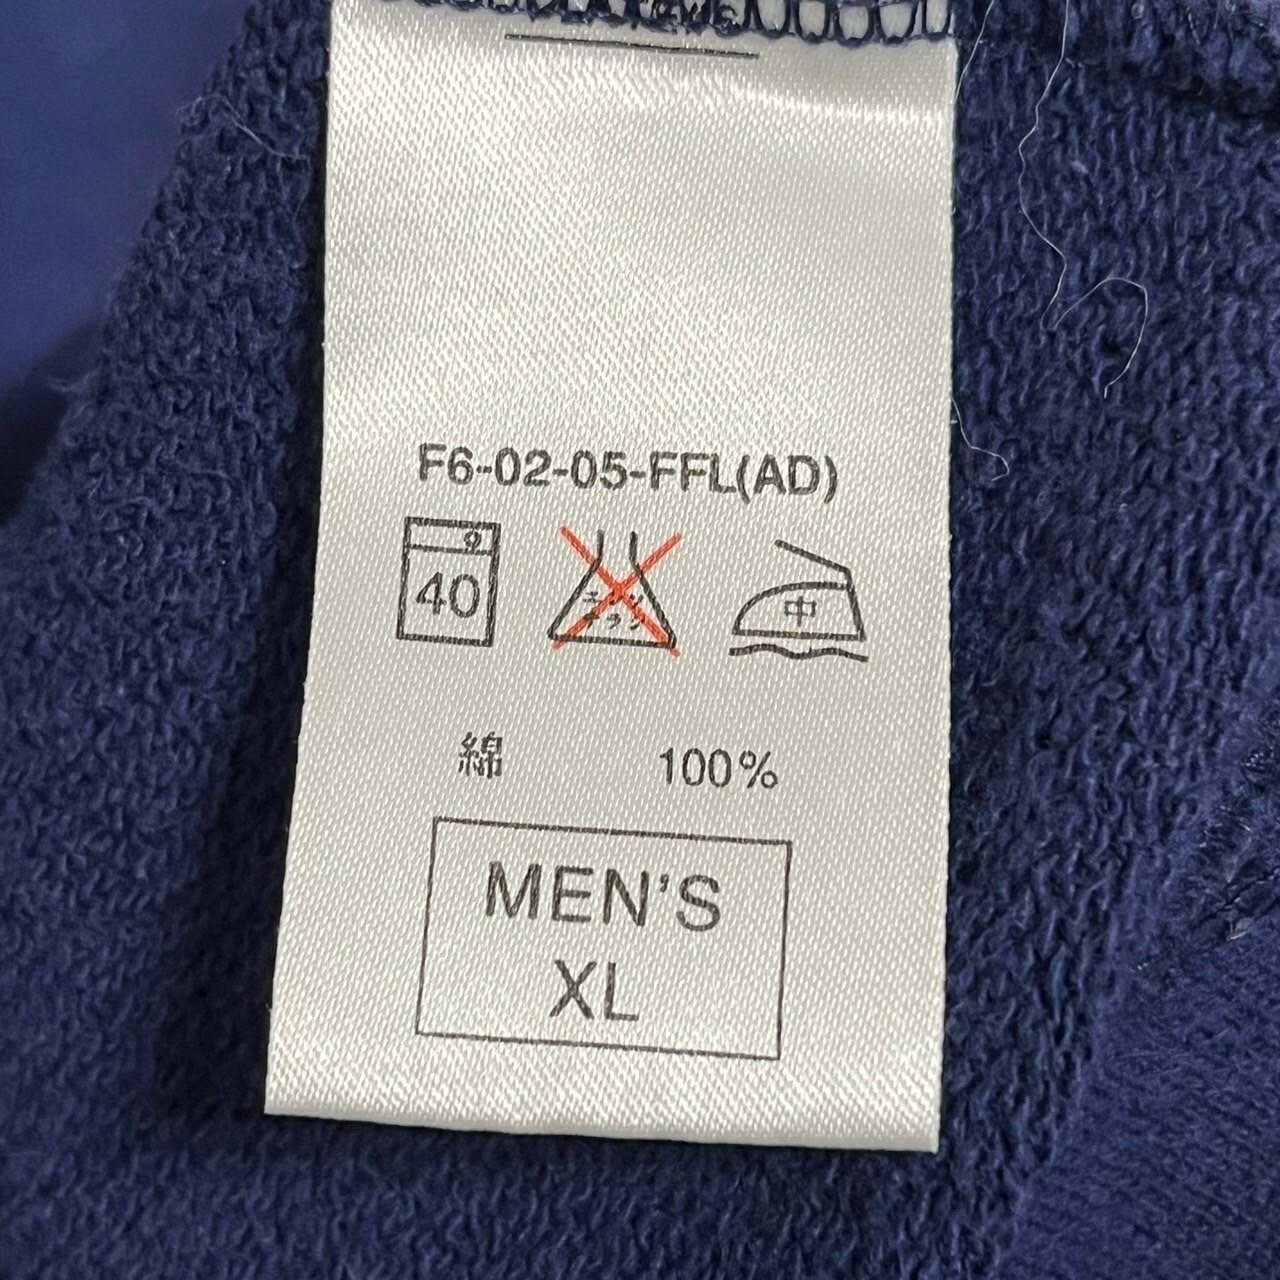 F6-02-05-FFL(AD)
40
中
綿 100%
MEN'S
XL